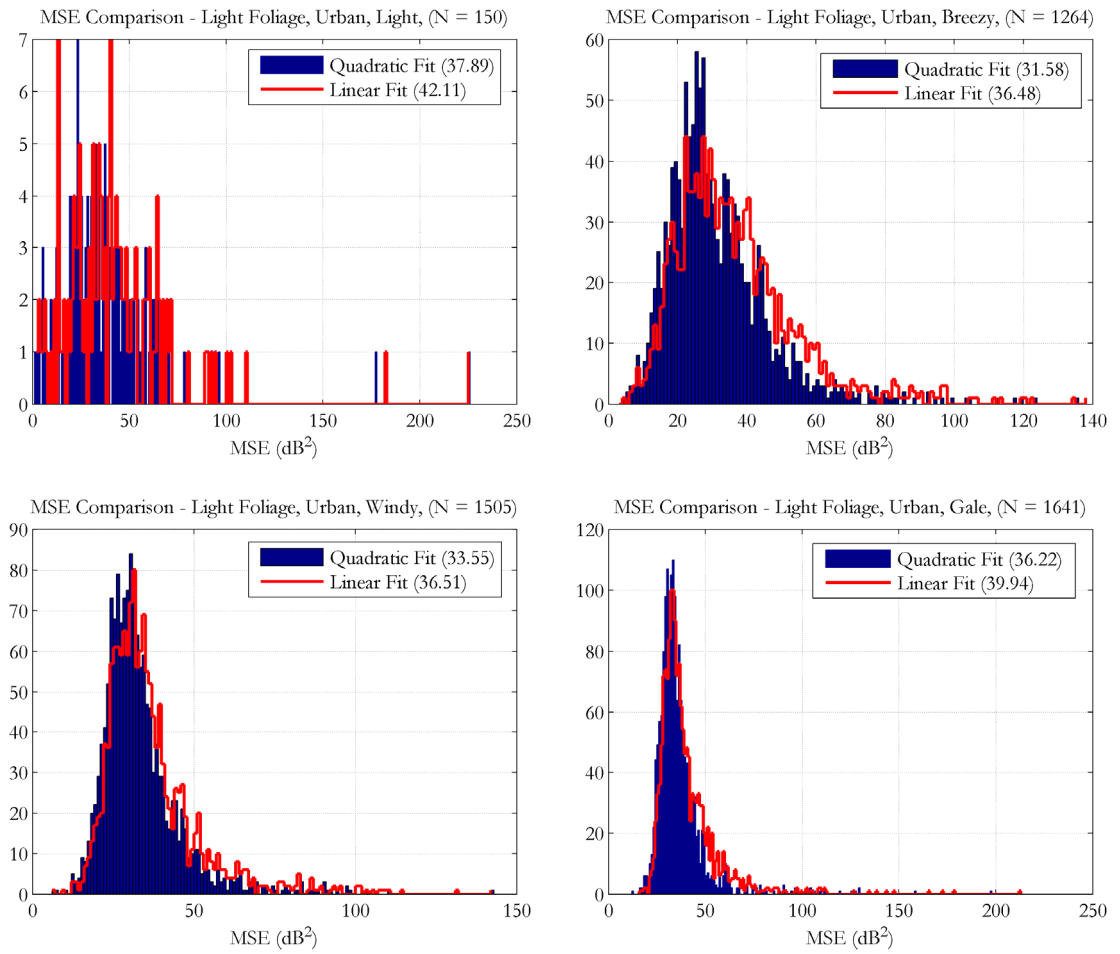 MSE Comparison - Light Foliage, Urban, Light, (N = 150)
7
6
5
4
3
2
1
0
0 50 100 150 200 250
MSE (dB²)
Quadratic Fit (37.89)
Linear Fit (42.11)
MSE Comparison - Light Foliage, Urban, Breezy, (N = 1264)
60
50
40
30
20
10
0
0 20 40 60 80 100 120 140
MSE (dB²)
Quadratic Fit (31.58)
Linear Fit (36.48)
MSE Comparison - Light Foliage, Urban, Windy, (N = 1505)
90
80
70
60
50
40
30
20
10
0
0 50 100 150
MSE (dB²)
Quadratic Fit (33.55)
Linear Fit (36.51)
MSE Comparison - Light Foliage, Urban, Gale, (N = 1641)
120
100
80
60
40
20
0
0 50 100 150 200 250
MSE (dB²)
Quadratic Fit (36.22)
Linear Fit (39.94)